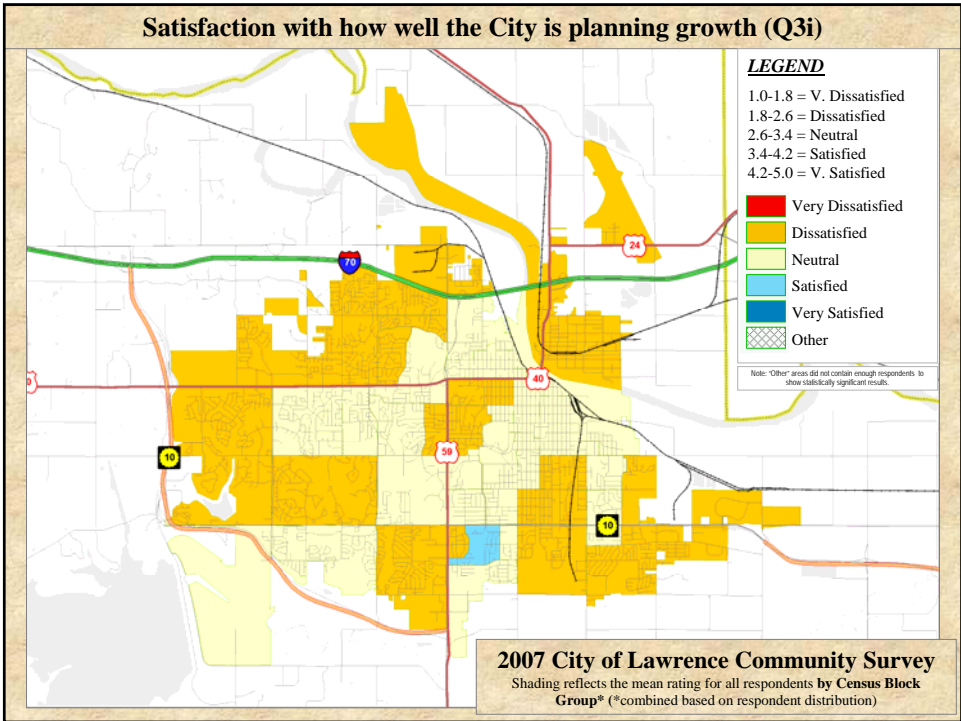 Satisfaction with how well the City is planning growth (Q3i)
LEGEND
1.0-1.8 = V. Dissatisfied
1.8-2.6 = Dissatisfied
2.6-3.4 = Neutral
3.4-4.2 = Satisfied
4.2-5.0 = V. Satisfied
Very Dissatisfied
Dissatisfied
Neutral
Satisfied
Very Satisfied
Other
Note: "Other" areas did not contain enough respondents to
show statistically significant results.
24
70
40
59
10
10
2007 City of Lawrence Community Survey
Shading reflects the mean rating for all respondents by Census Block
Group* (*combined based on respondent distribution)